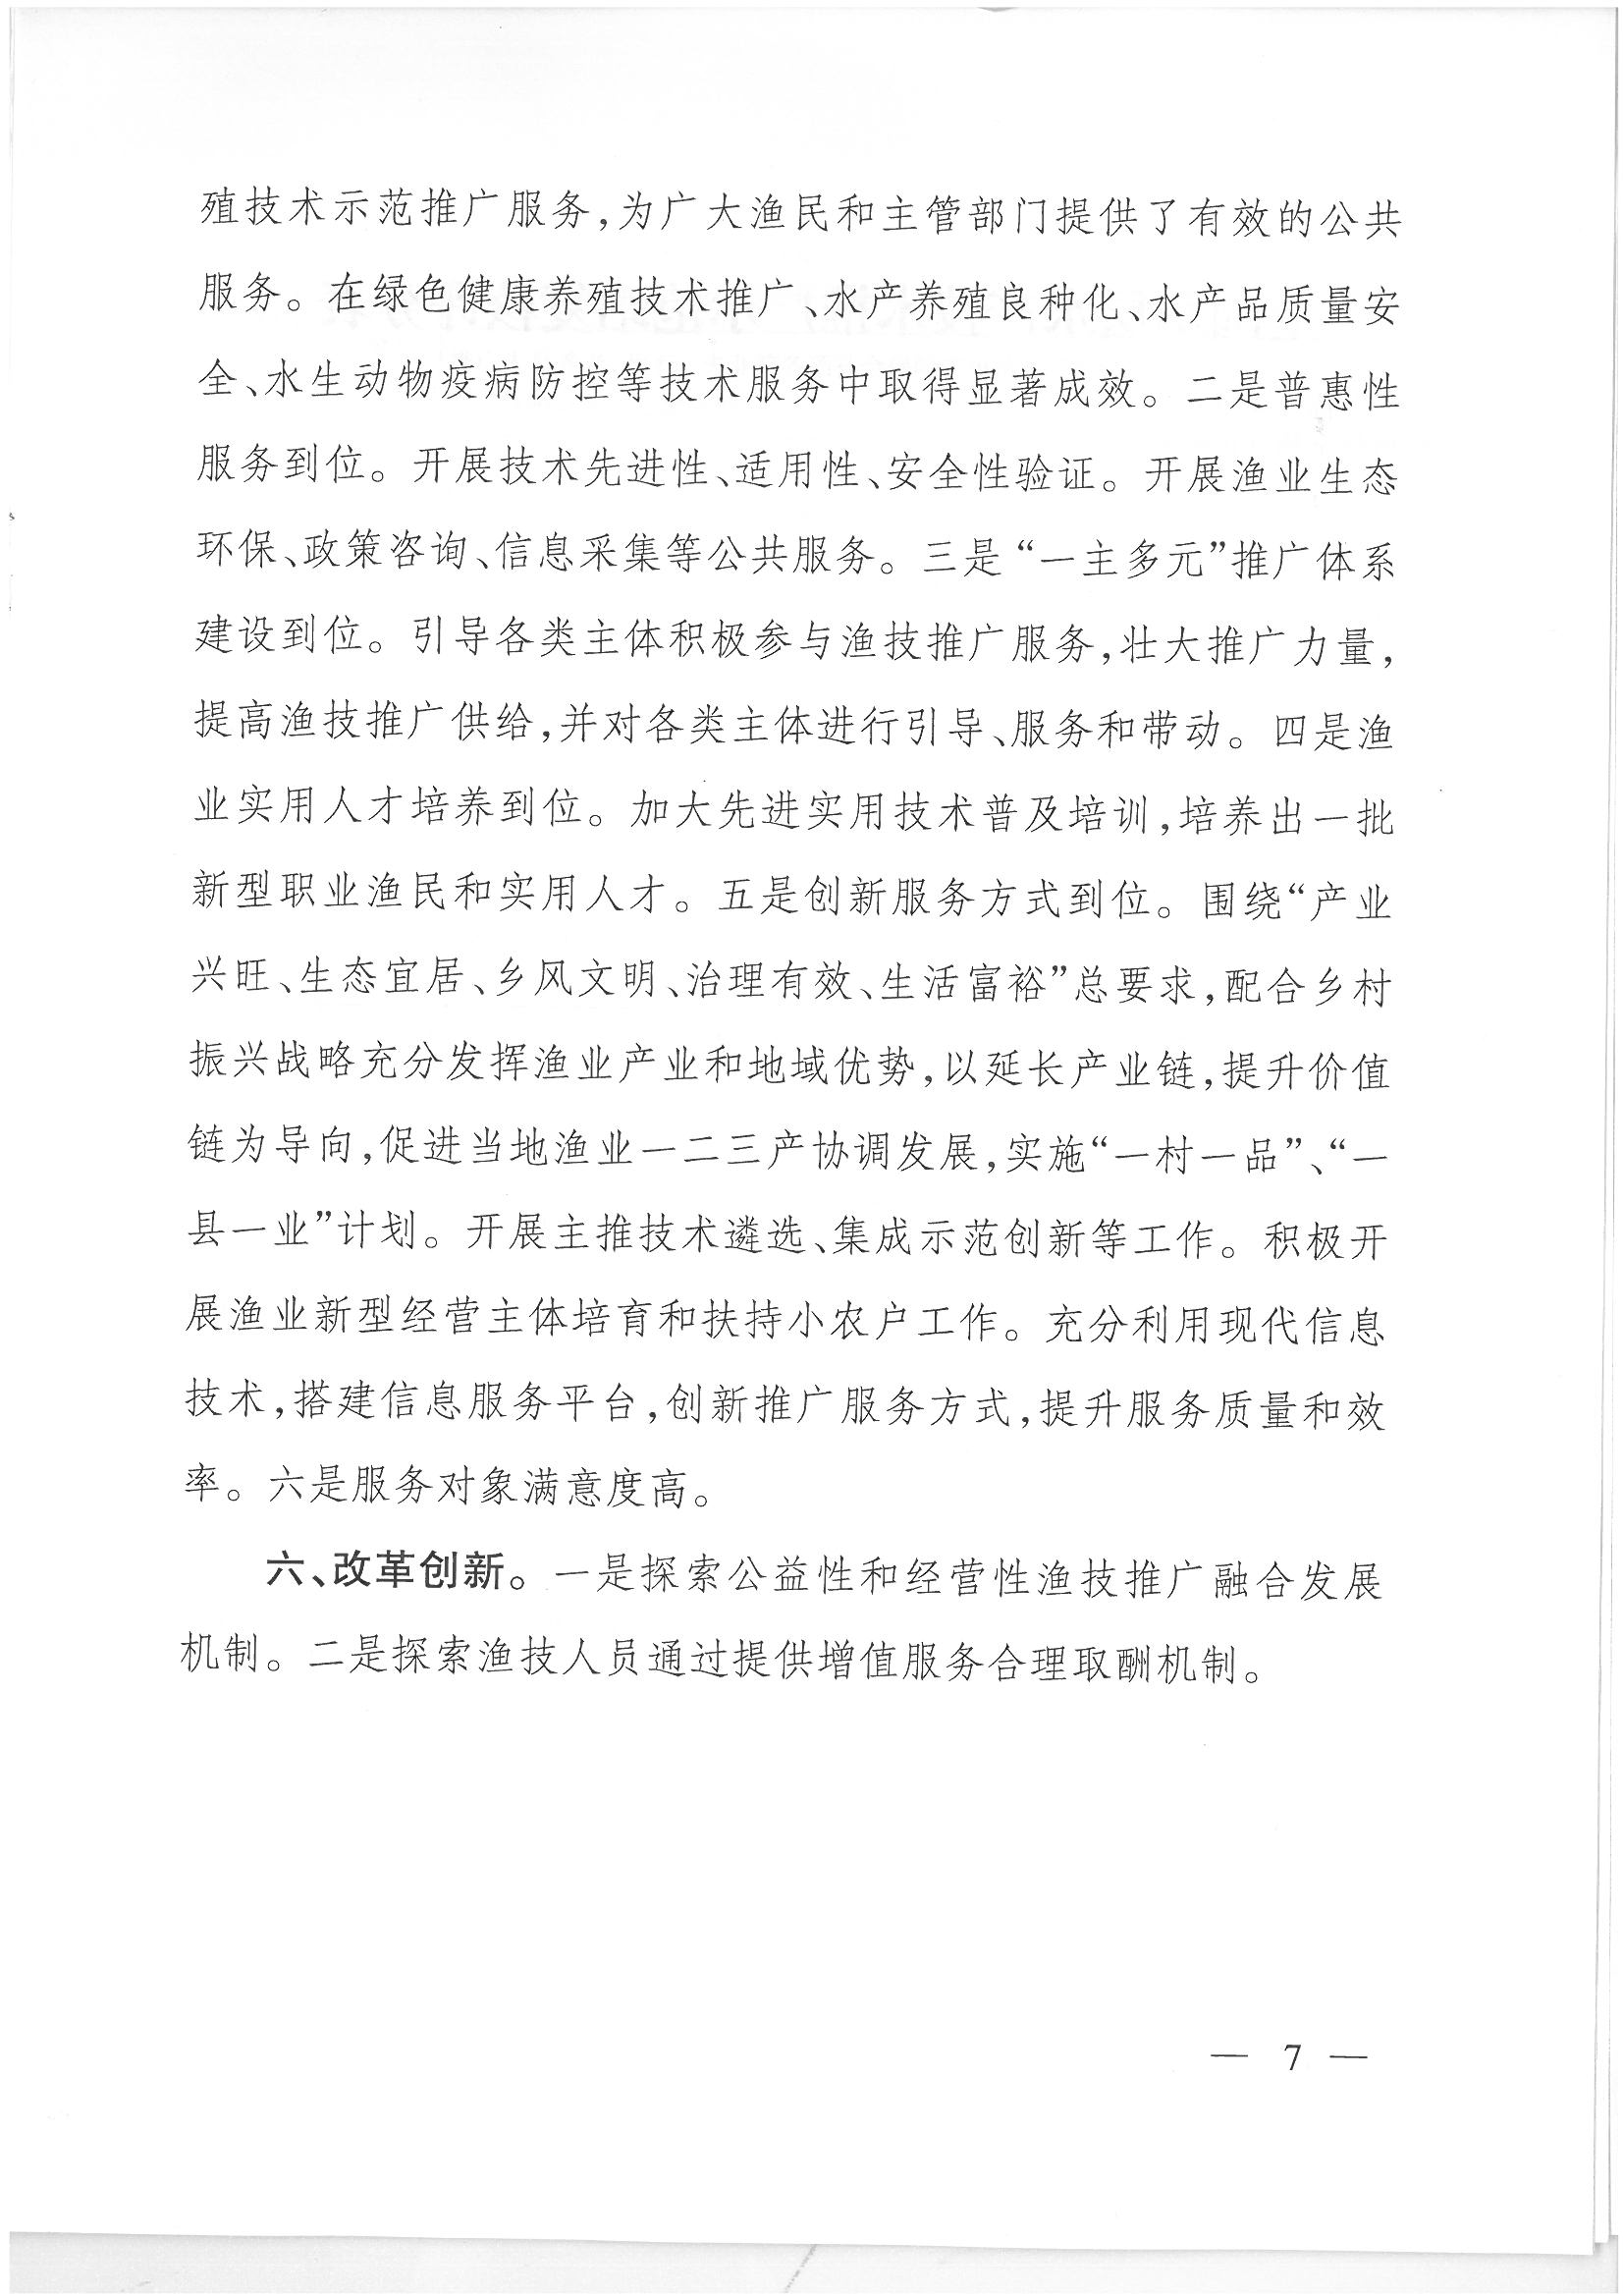 殖技术示范推广服务,为广大渔民和主管部门提供了有效的公共
服务。在绿色健康养殖技术推广、水产养殖良种化、水产品质量安
全、水生动物疫病防控等技术服务中取得显著成效。二是普惠性
服务到位。开展技术先进性、适用性、安全性验证。开展渔业生态
环保、政策咨询、信息采集等公共服务。三是“一主多元”推广体系
建设到位。引导各类主体积极参与渔技推广服务,壮大推广力量,
提高渔技推广供给,并对各类主体进行引导、服务和带动。四是渔
业实用人才培养到位。加大先进实用技术普及培训,培养出一批
新型职业渔民和实用人才。五是创新服务方式到位。围绕“产业
兴旺、生态宜居、乡风文明、治理有效、生活富裕”总要求,配合乡村
振兴战略充分发挥渔业产业和地域优势,以延长产业链,提升价值
链为导向,促进当地渔业一二三产协调发展,实施“一村一品”、“一
县一业”计划。开展主推技术遴选、集成示范创新等工作。积极开
展渔业新型经营主体培育和扶持小农户工作。充分利用现代信息
技术,搭建信息服务平台,创新推广服务方式,提升服务质量和效
率。六是服务对象满意度高。
六、改革创新。一是探索公益性和经营性渔技推广融合发展
机制。二是探索渔技人员通过提供增值服务合理取酬机制。
— 7 —